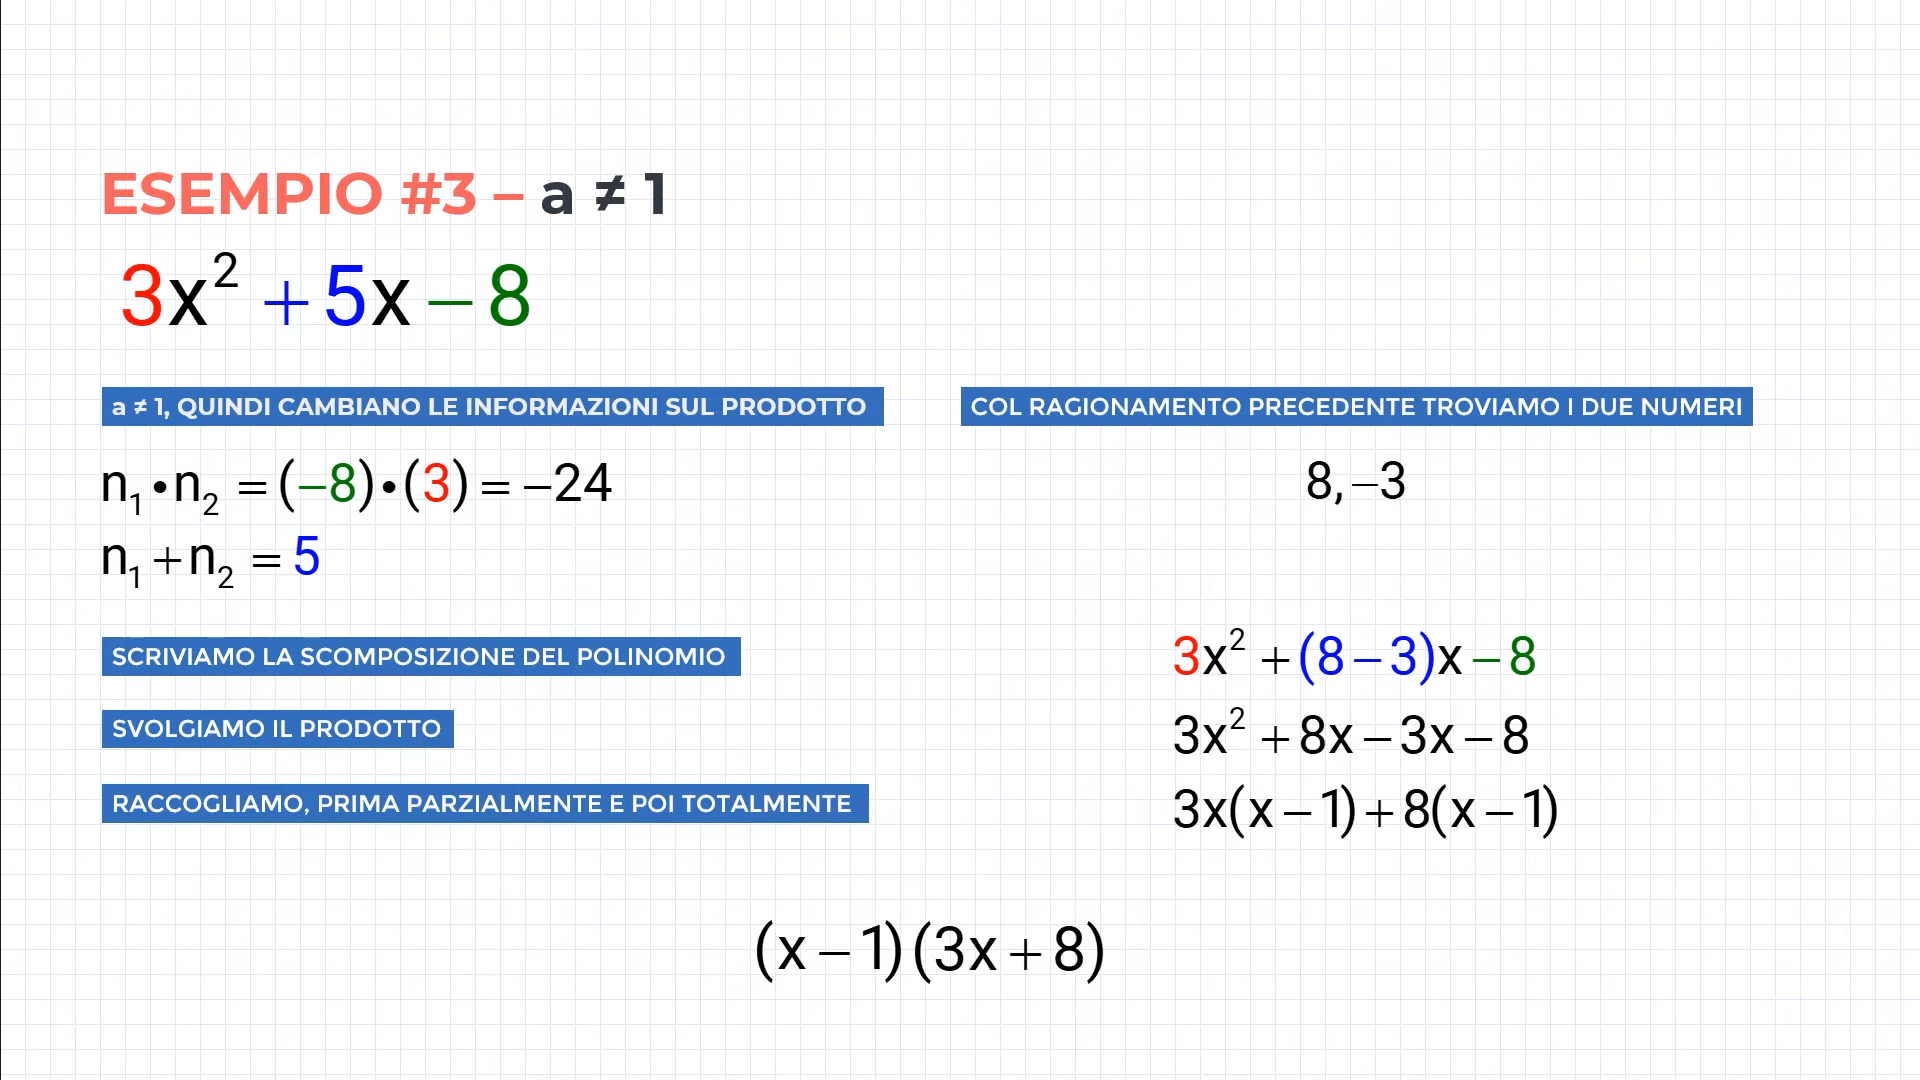 ESEMPIO #3 – a ≠ 1
3x² + 5x − 8
a ≠ 1, QUINDI CAMBIANO LE INFORMAZIONI SUL PRODOTTO
n₁ • n₂ = (−8) • (3) = −24
n₁ + n₂ = 5
COL RAGIONAMENTO PRECEDENTE TROVIAMO I DUE NUMERI
8, −3
SCRIVIAMO LA SCOMPOSIZIONE DEL POLINOMIO
3x² + (8 − 3)x − 8
SVOLGIAMO IL PRODOTTO
3x² + 8x − 3x − 8
RACCOGLIAMO, PRIMA PARZIALMENTE E POI TOTALMENTE
3x(x − 1) + 8(x − 1)
(x − 1)(3x + 8)